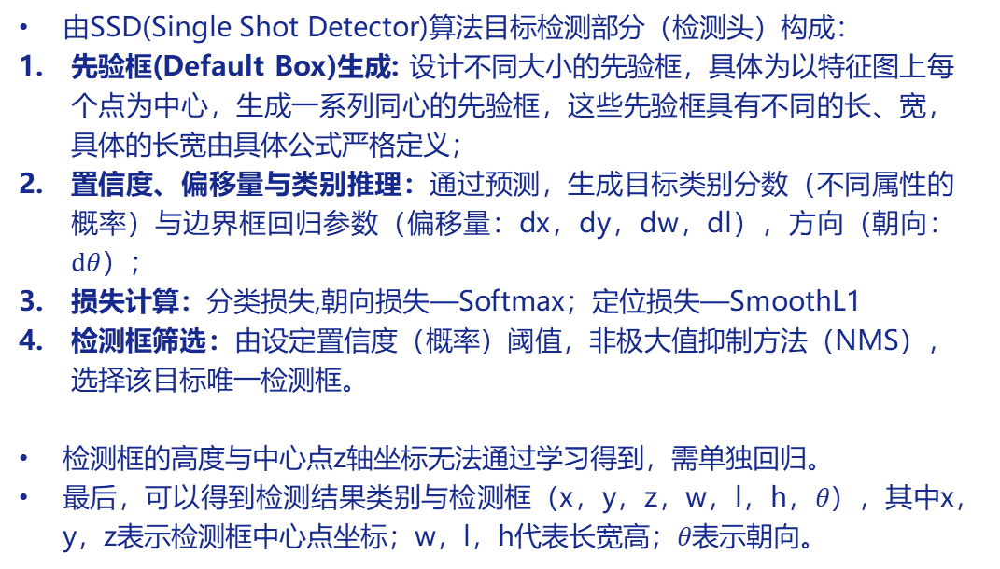 • 由SSD(Single Shot Detector)算法目标检测部分（检测头）构成：
1. 先验框(Default Box)生成: 设计不同大小的先验框，具体为以特征图上每
个点为中心，生成一系列同心的先验框，这些先验框具有不同的长、宽，
具体的长宽由具体公式严格定义；
2. 置信度、偏移量与类别推理：通过预测，生成目标类别分数（不同属性的
概率）与边界框回归参数（偏移量：dx，dy，dw，dl），方向（朝向：
d𝜃）；
3. 损失计算：分类损失,朝向损失—Softmax；定位损失—SmoothL1
4. 检测框筛选：由设定置信度（概率）阈值，非极大值抑制方法（NMS），
选择该目标唯一检测框。
• 检测框的高度与中心点z轴坐标无法通过学习得到，需单独回归。
• 最后，可以得到检测结果类别与检测框（x，y，z，w，l，h，𝜃），其中x，
y，z表示检测框中心点坐标；w，l，h代表长宽高；𝜃表示朝向。